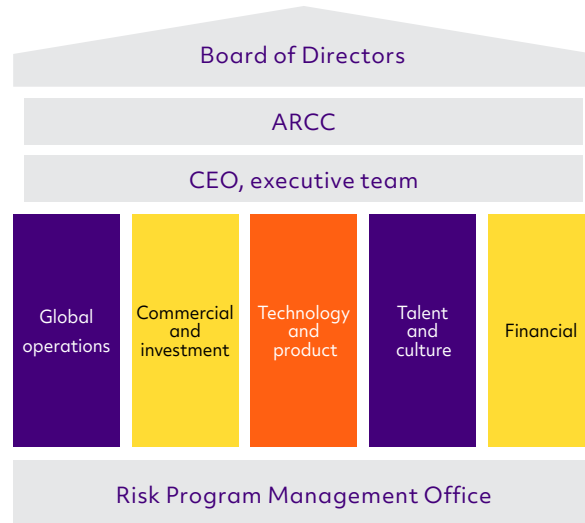 Board of Directors
ARCC
CEO, executive team
Global
operations
Commercial
and
investment
Technology
and
product
Talent
and
culture
Financial
Risk Program Management Office